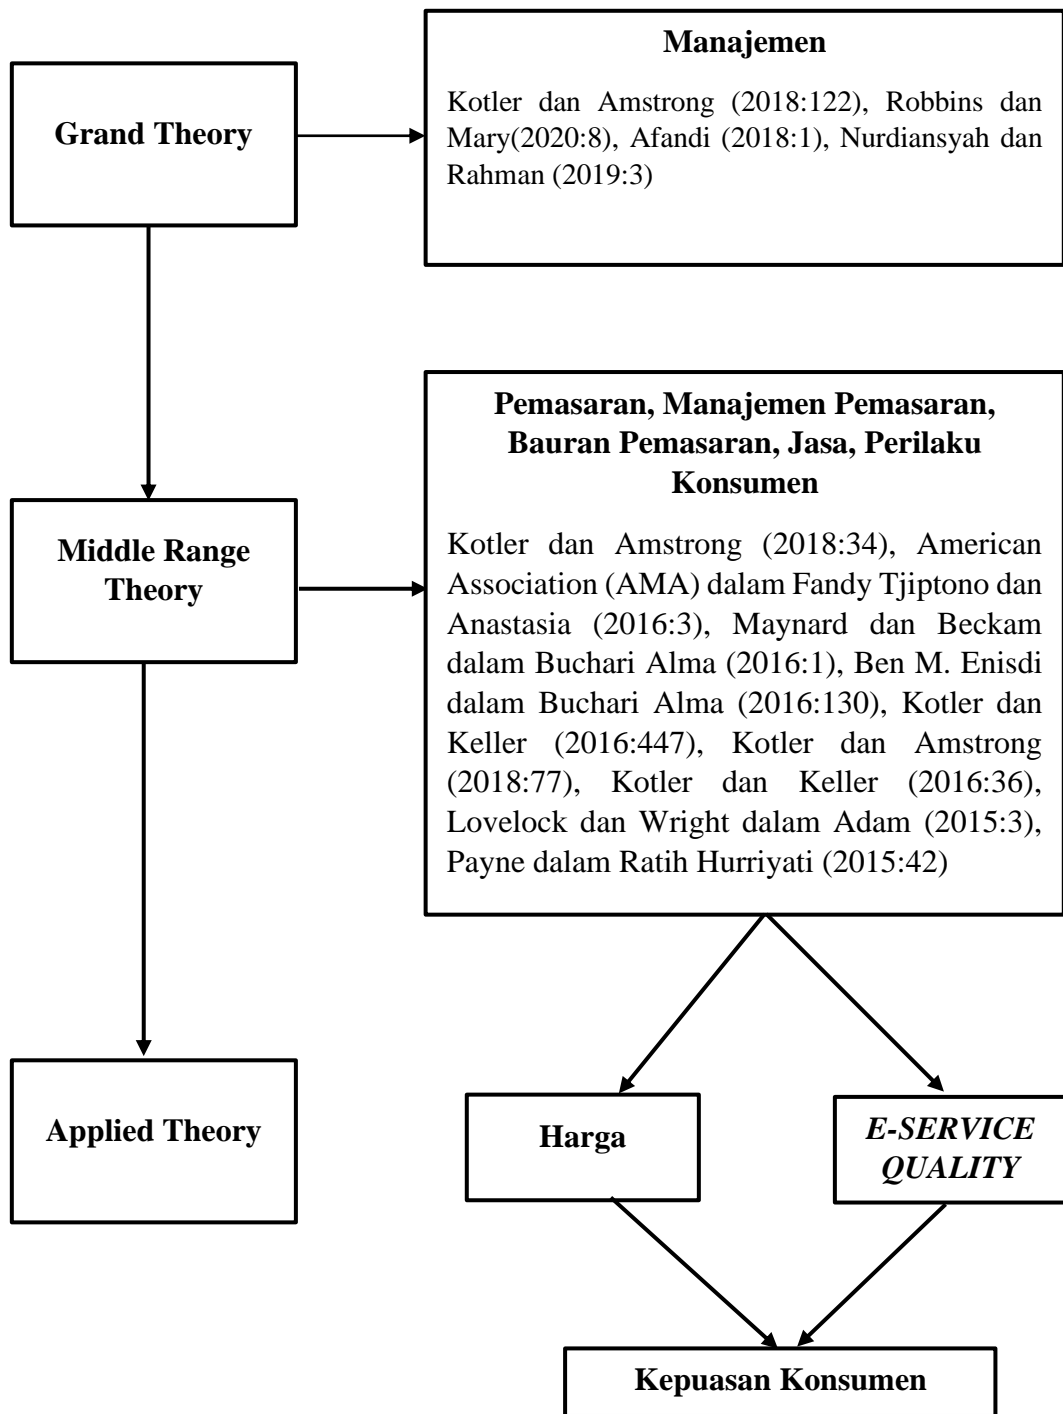 Manajemen
Grand Theory
Kotler dan Amstrong (2018:122), Robbins dan
Mary(2020:8), Afandi (2018:1), Nurdiansyah dan
Rahman (2019:3)
Pemasaran, Manajemen Pemasaran,
Bauran Pemasaran, Jasa, Perilaku
Konsumen
Middle Range
Theory
Kotler dan Amstrong (2018:34), American
Association (AMA) dalam Fandy Tjiptono dan
Anastasia (2016:3), Maynard dan Beckam
dalam Buchari Alma (2016:1), Ben M. Enisdi
dalam Buchari Alma (2016:130), Kotler dan
Keller (2016:447), Kotler dan Amstrong
(2018:77), Kotler dan Keller (2016:36),
Lovelock dan Wright dalam Adam (2015:3),
Payne dalam Ratih Hurriyati (2015:42)
Applied Theory
Harga
E-SERVICE
QUALITY
Kepuasan Konsumen